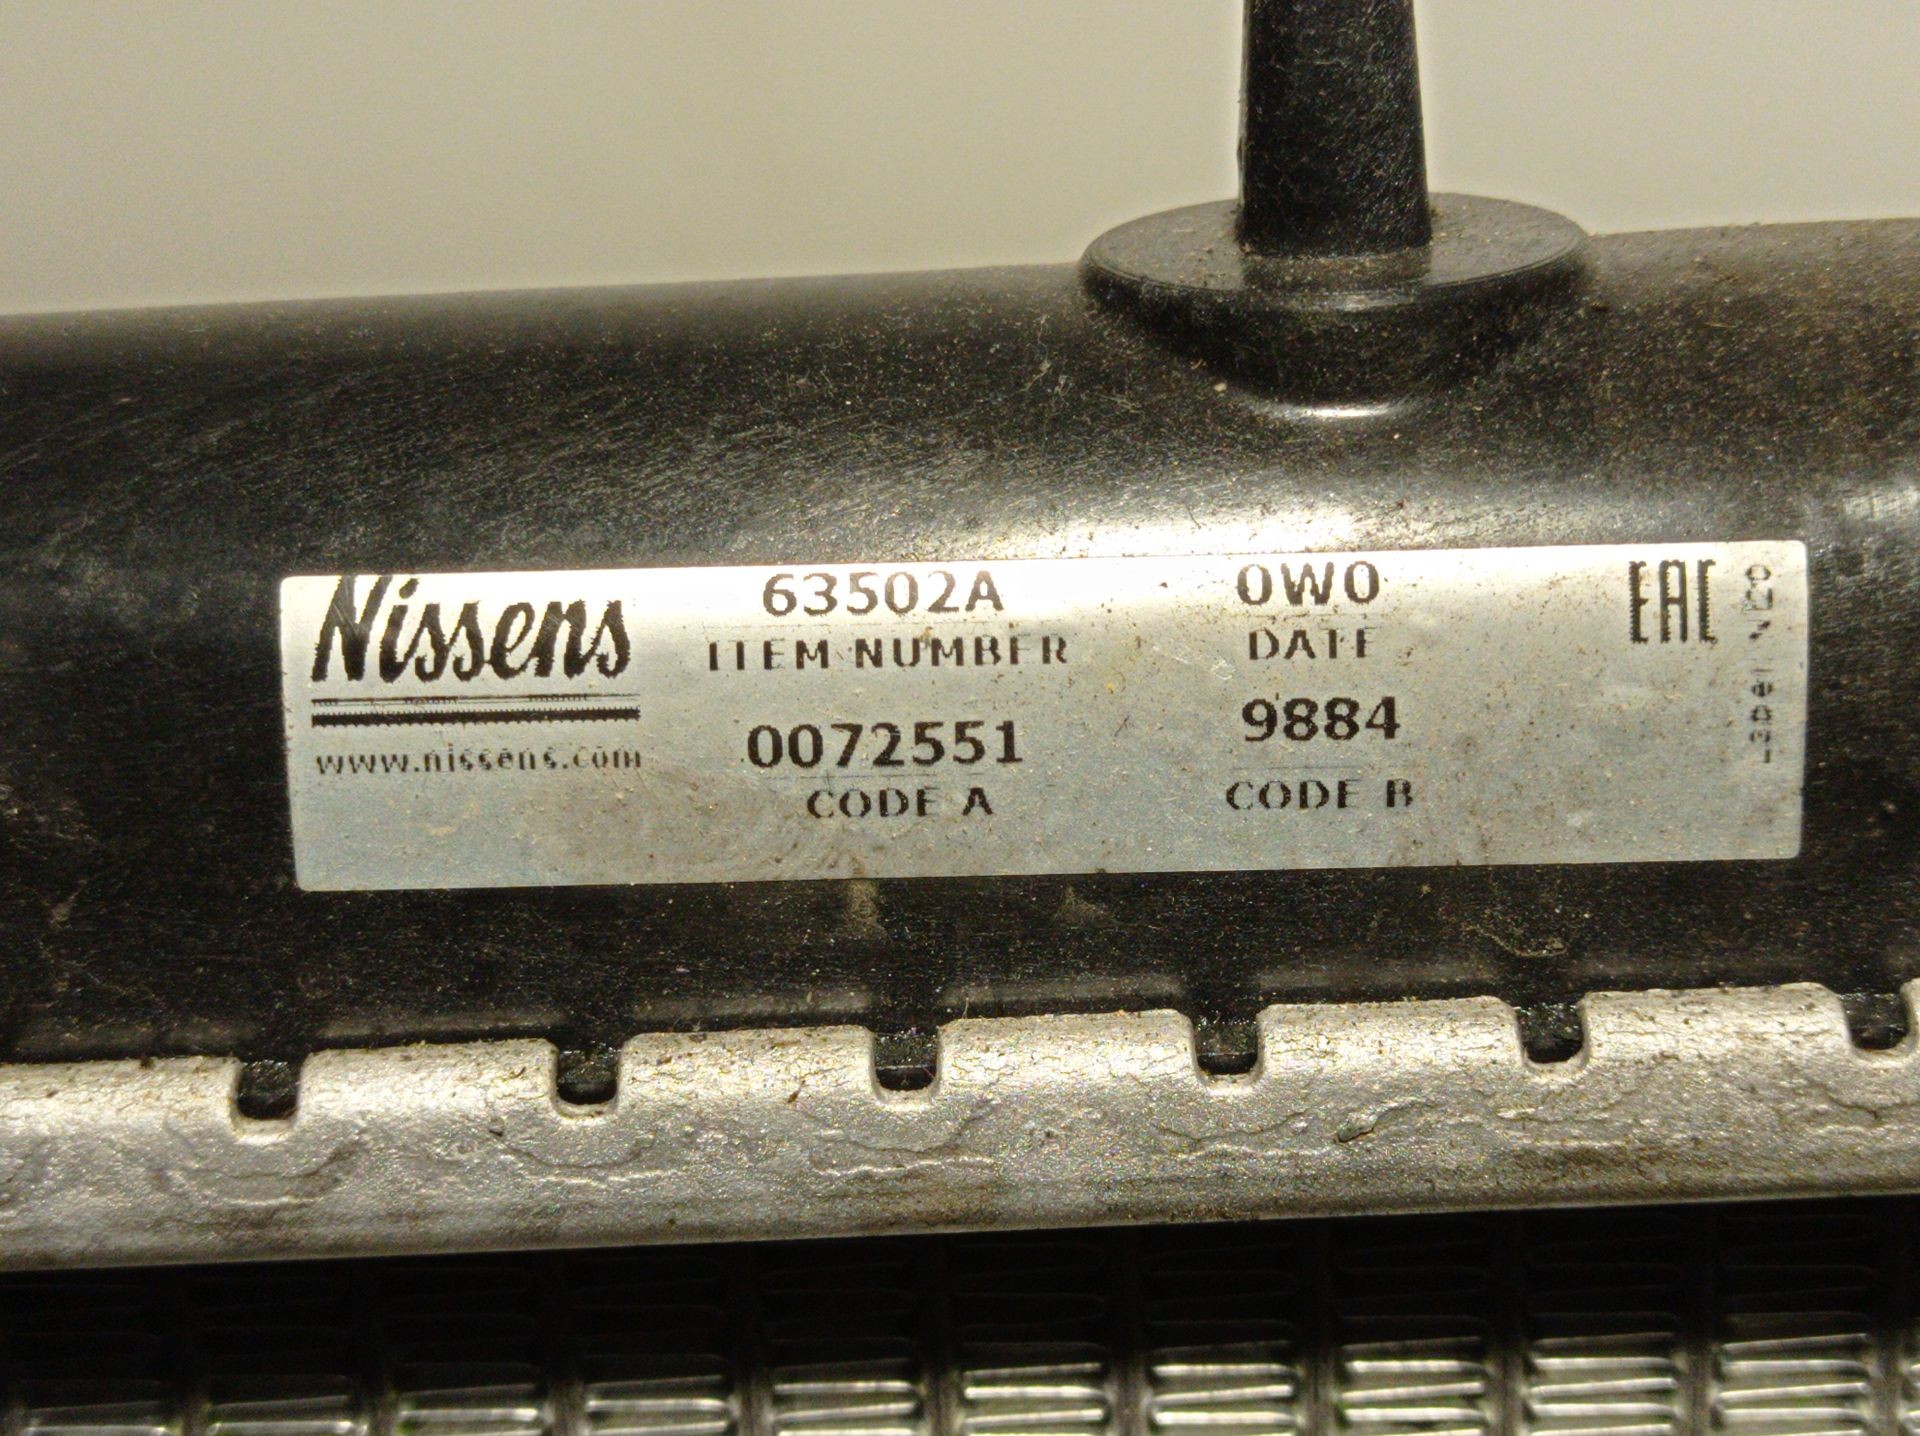 Nissens
www.nissens.com
63502A
ITEM NUMBER
0072551
CODE A
0W0
DATE
9884
CODE B
EAC